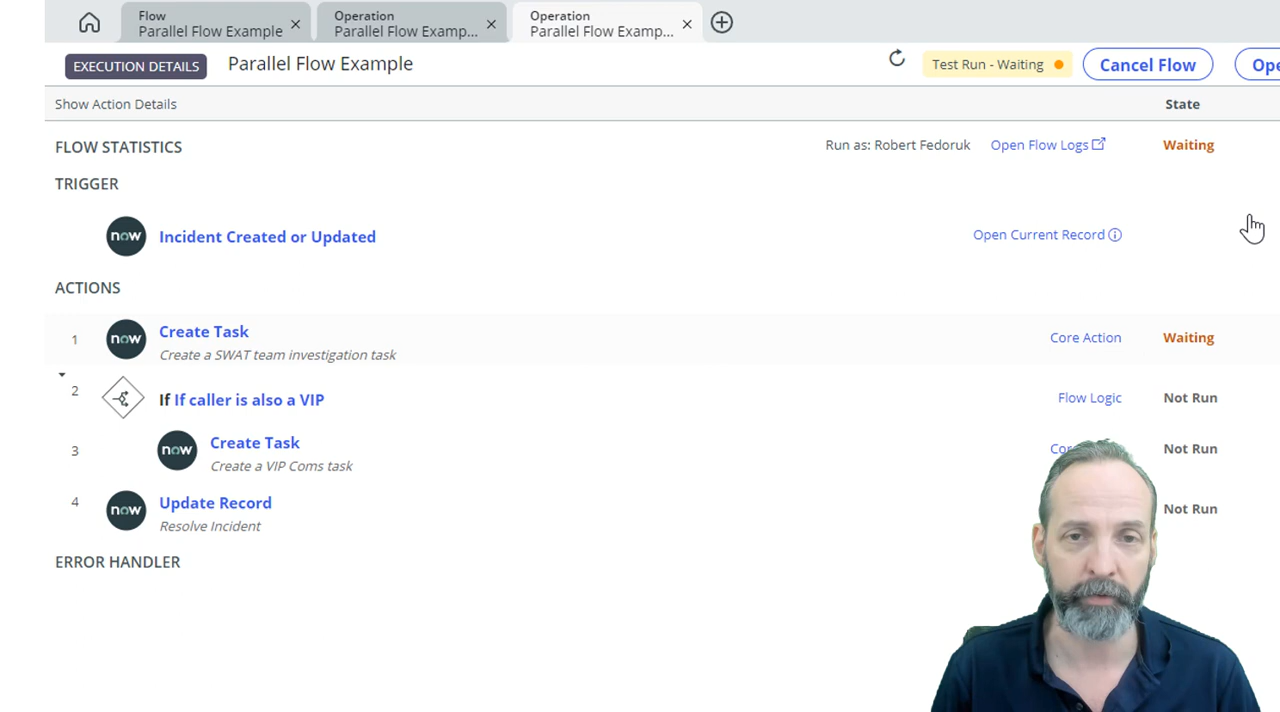 Flow
Parallel Flow Example
Operation
Parallel Flow Examp...
Operation
Parallel Flow Examp...
EXECUTION DETAILS
Parallel Flow Example
Test Run - Waiting
Cancel Flow
Ope
Show Action Details
State
FLOW STATISTICS
Run as: Robert Fedoruk
Open Flow Logs
Waiting
TRIGGER
now
Incident Created or Updated
Open Current Record
ACTIONS
1
now
Create Task
Create a SWAT team investigation task
Core Action
Waiting
2
If If caller is also a VIP
Flow Logic
Not Run
3
now
Create Task
Create a VIP Coms task
Not Run
4
now
Update Record
Resolve Incident
Not Run
ERROR HANDLER